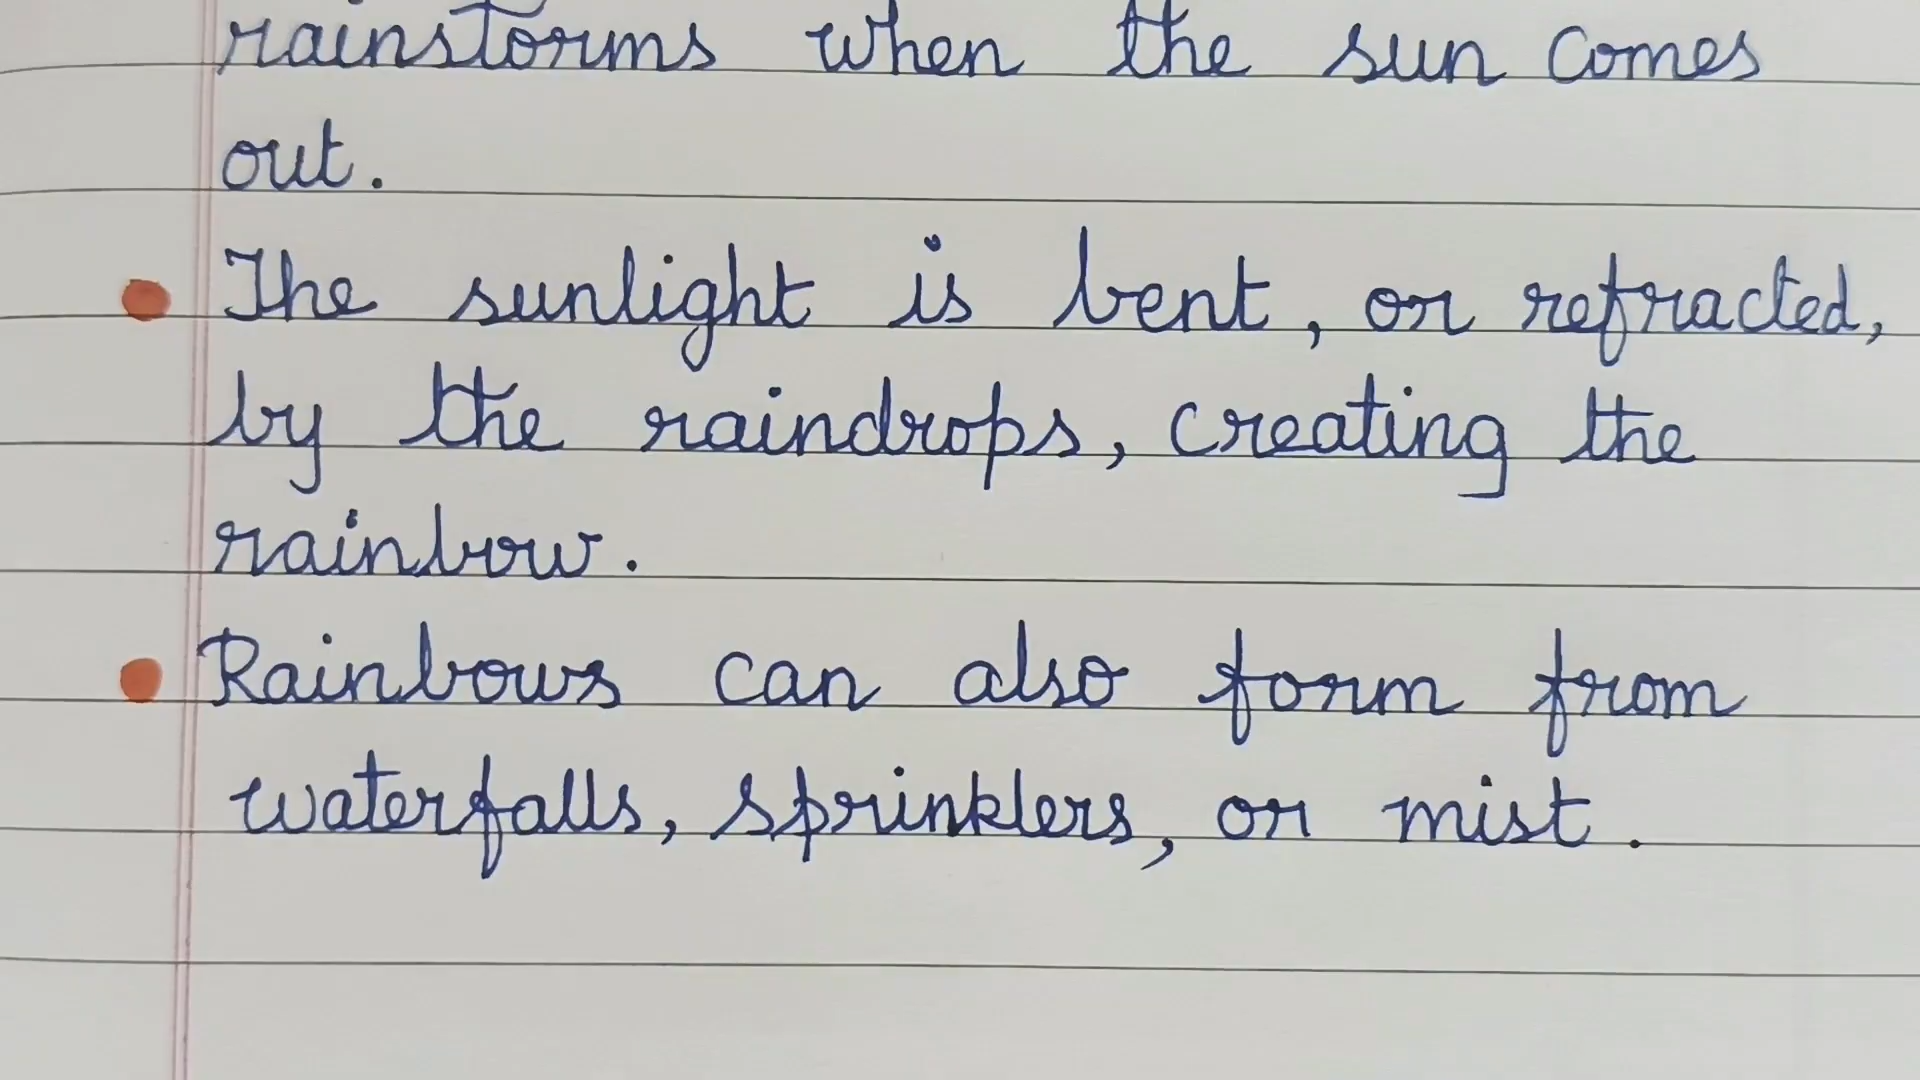 rainstorms when the sun comes
out.
The sunlight is bent, or refracted,
by the raindrops, creating the
rainbow.
Rainbows can also form from
waterfalls, sprinklers, or mist.